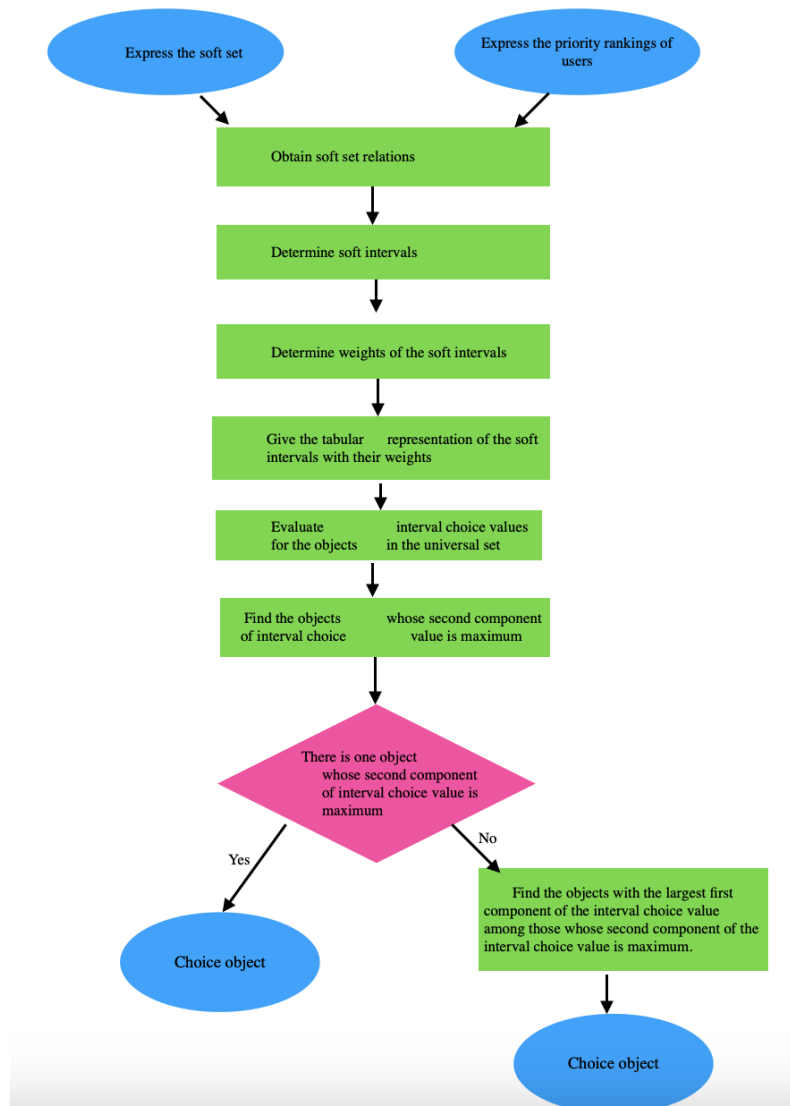 Express the soft set
Express the priority rankings of
users
Obtain soft set relations
Determine soft intervals
Determine weights of the soft intervals
Give the tabular representation of the soft
intervals with their weights
Evaluate interval choice values
for the objects in the universal set
Find the objects whose second component
of interval choice value is maximum
There is one object
whose second component
of interval choice value is
maximum
Yes
No
Find the objects with the largest first
component of the interval choice value
among those whose second component of the
interval choice value is maximum.
Choice object
Choice object